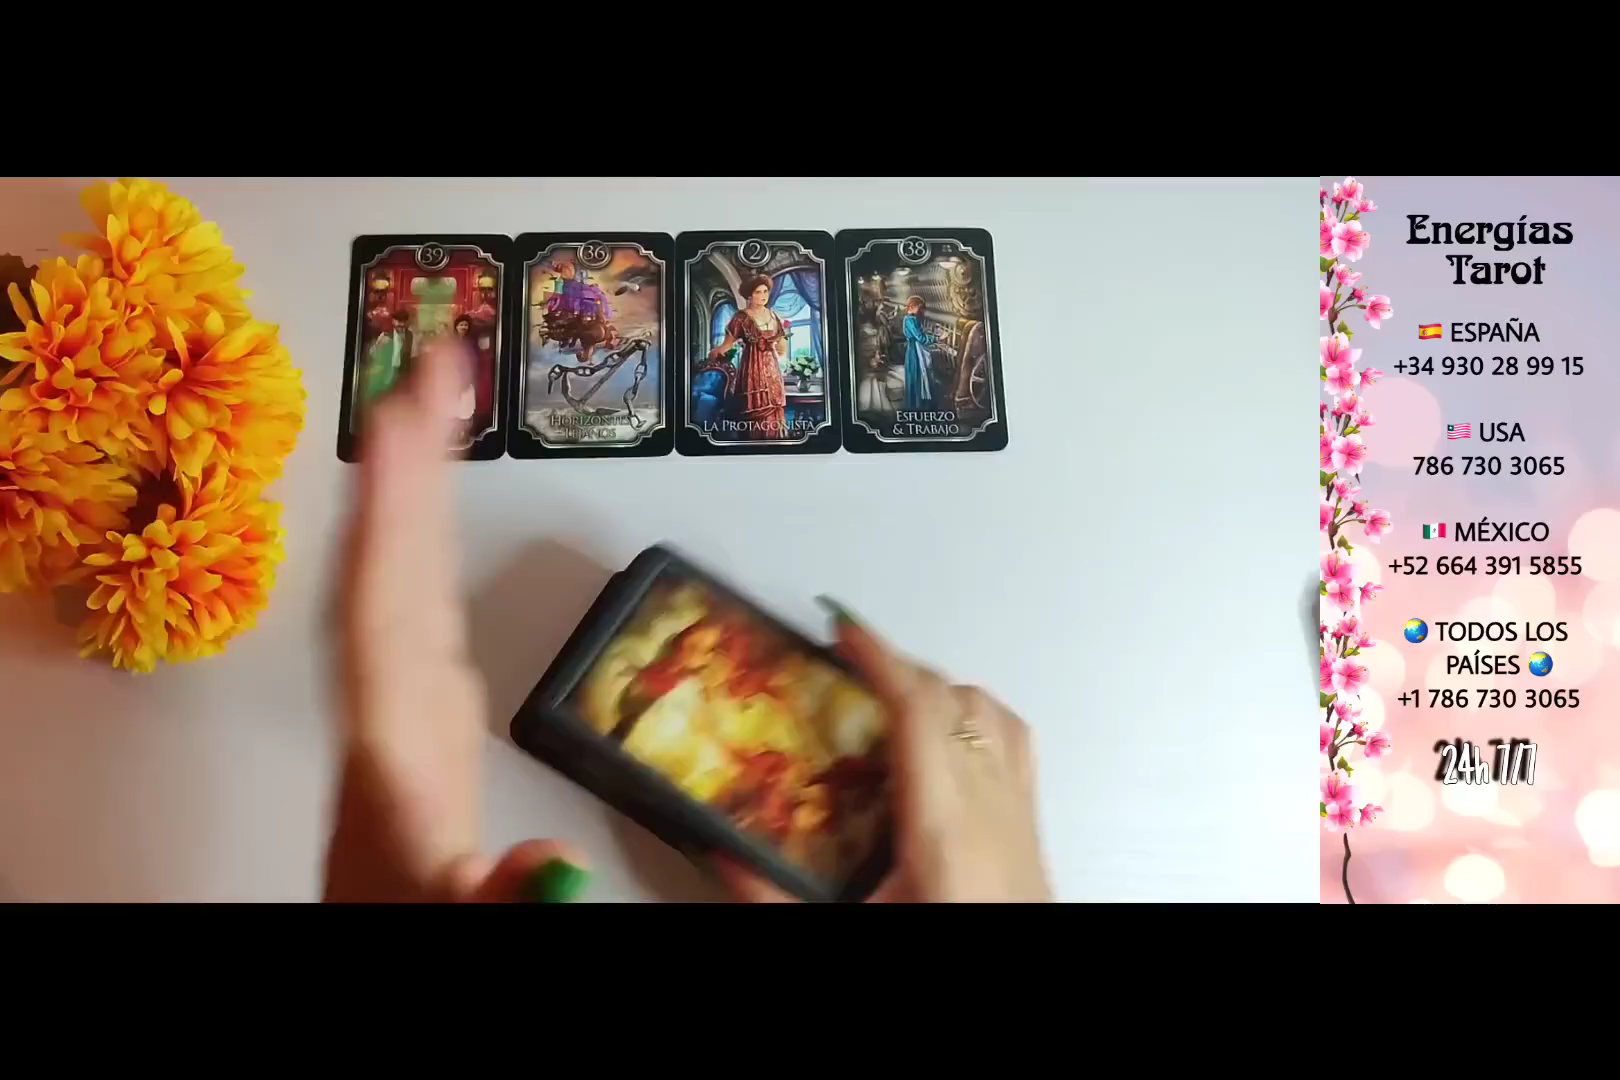 39
36
2
38
HORIZONTES
LEJANOS
LA PROTAGONISTA
ESFUERZO
& TRABAJO
Energías
Tarot
🇪🇸 ESPAÑA
+34 930 28 99 15
🇱🇷 USA
786 730 3065
🇲🇽 MÉXICO
+52 664 391 5855
🌏 TODOS LOS
PAÍSES 🌏
+1 786 730 3065
24h 7/7